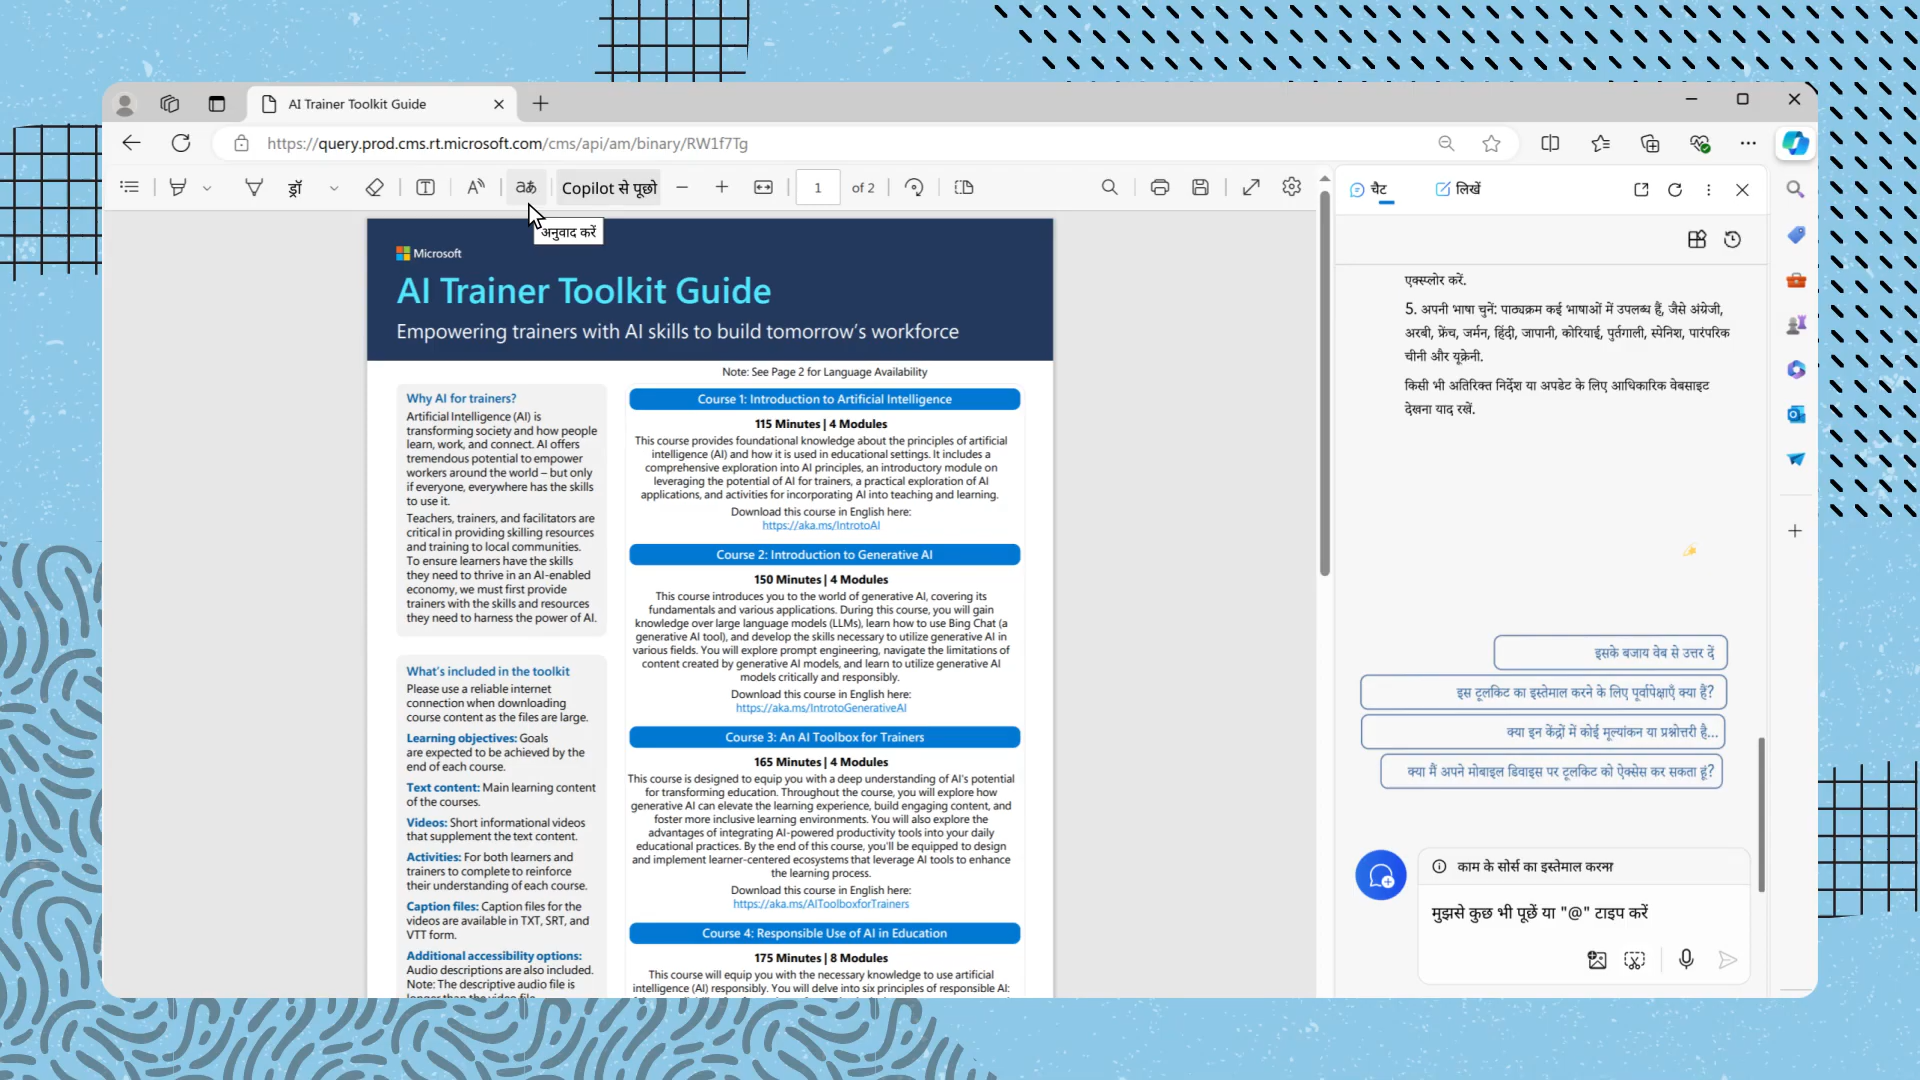 AI Trainer Toolkit Guide
https://query.prod.cms.rt.microsoft.com/cms/api/am/binary/RW1f7Tg
ड्रॉ
aあ
Copilot से पूछो
1
of 2
अनुवाद करें
Microsoft
AI Trainer Toolkit Guide
Empowering trainers with AI skills to build tomorrow's workforce
Note: See Page 2 for Language Availability
Why AI for trainers?
Artificial Intelligence (AI) is
transforming society and how people
learn, work, and connect. AI offers
tremendous potential to empower
workers around the world – but only
if everyone, everywhere has the skills
to use it.
Teachers, trainers, and facilitators are
critical in providing skilling resources
and training to local communities.
To ensure learners have the skills
they need to thrive in an AI-enabled
economy, we must first provide
trainers with the skills and resources
they need to harness the power of AI.
What's included in the toolkit
Please use a reliable internet
connection when downloading
course content as the files are large.
Learning objectives: Goals
are expected to be achieved by the
end of each course.
Text content: Main learning content
of the courses.
Videos: Short informational videos
that supplement the text content.
Activities: For both learners and
trainers to complete to reinforce
their understanding of each course.
Caption files: Caption files for the
videos are available in TXT, SRT, and
VTT form.
Additional accessibility options:
Audio descriptions are also included.
Note: The descriptive audio file is
longer than the video file.
Course 1: Introduction to Artificial Intelligence
115 Minutes | 4 Modules
This course provides foundational knowledge about the principles of artificial
intelligence (AI) and how it is used in educational settings. It includes a
comprehensive exploration into AI principles, an introductory module on
leveraging the potential of AI for trainers, a practical exploration of AI
applications, and activities for incorporating AI into teaching and learning.
Download this course in English here:
https://aka.ms/IntrotoAI
Course 2: Introduction to Generative AI
150 Minutes | 4 Modules
This course introduces you to the world of generative AI, covering its
fundamentals and various applications. During this course, you will gain
knowledge over large language models (LLMs), learn how to use Bing Chat (a
generative AI tool), and develop the skills necessary to utilize generative AI in
various fields. You will explore prompt engineering, navigate the limitations of
content created by generative AI models, and learn to utilize generative AI
models critically and responsibly.
Download this course in English here:
https://aka.ms/IntrotoGenerativeAI
Course 3: An AI Toolbox for Trainers
165 Minutes | 4 Modules
This course is designed to equip you with a deep understanding of AI's potential
for transforming education. Throughout the course, you will explore how
generative AI can elevate the learning experience, build engaging content, and
foster more inclusive learning environments. You will also explore the
advantages of integrating AI-powered productivity tools into your daily
educational practices. By the end of this course, you'll be equipped to design
and implement learner-centered ecosystems that leverage AI tools to enhance
the learning process.
Download this course in English here:
https://aka.ms/AIToolboxforTrainers
Course 4: Responsible Use of AI in Education
175 Minutes | 8 Modules
This course will equip you with the necessary knowledge to use artificial
intelligence (AI) responsibly. You will delve into six principles of responsible AI:
चैट
लिखें
एक्स्प्लोर करें.
5. अपनी भाषा चुनें: पाठ्यक्रम कई भाषाओं में उपलब्ध हैं, जैसे अंग्रेज़ी,
अरबी, फ्रेंच, जर्मन, हिंदी, जापानी, कोरियाई, पुर्तगाली, स्पेनिश, पारंपरिक
चीनी और यूक्रेनी.
किसी भी अतिरिक्त निर्देश या अपडेट के लिए आधिकारिक वेबसाइट
देखना याद रखें.
इसके बजाय वेब से उत्तर दें
इस टूलकिट का इस्तेमाल करने के लिए पूर्वापेक्षाएँ क्या हैं?
क्या इन केंद्रों में कोई मूल्यांकन या प्रश्नोत्तरी है...
क्या मैं अपने मोबाइल डिवाइस पर टूलकिट को ऐक्सेस कर सकता हूं?
काम के सोर्स का इस्तेमाल करना
मुझसे कुछ भी पूछें या "@" टाइप करें